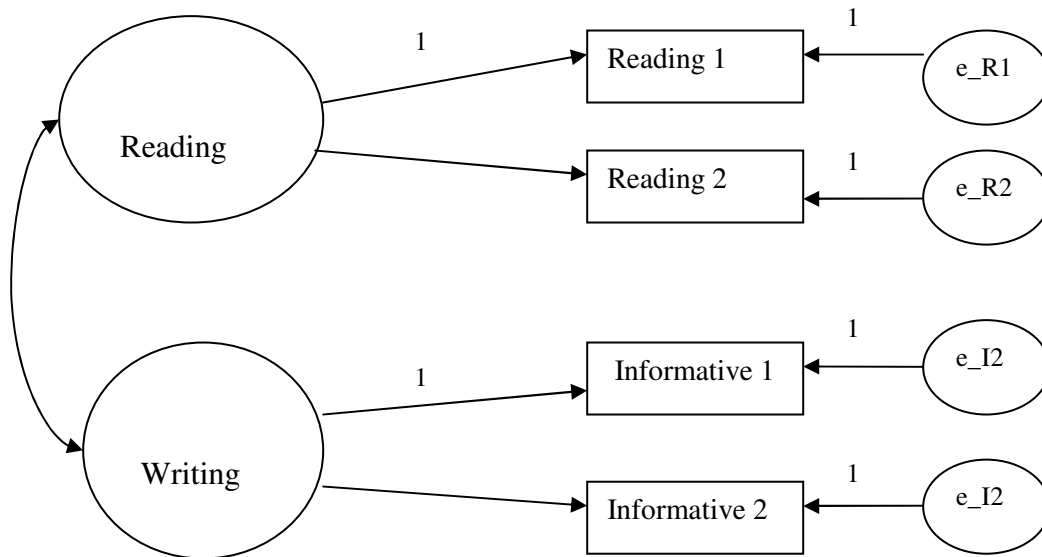 1
1
Reading 1
e_R1
Reading
1
Reading 2
e_R2
1
1
Informative 1
e_I2
Writing
1
Informative 2
e_I2